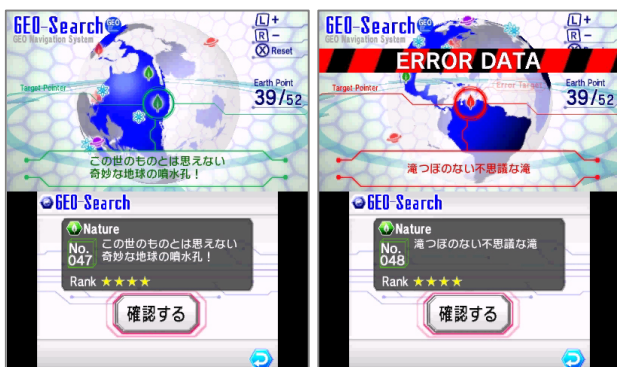 GEO-Search GEO
GEO Navigation System
L +
R −
X Reset
Target Pointer
Earth Point
39/52
この世のものとは思えない
奇妙な地球の噴水孔！
GEO-Search
Nature
No.
047
この世のものとは思えない
奇妙な地球の噴水孔！
Rank ★★★★
確認する
GEO-Search GEO
GEO Navigation System
L +
R −
X Reset
ERROR DATA
Target Pointer
Error Target
Earth Point
39/52
滝つぼのない不思議な滝
GEO-Search
Nature
No.
048
滝つぼのない不思議な滝
Rank ★★★★
確認する